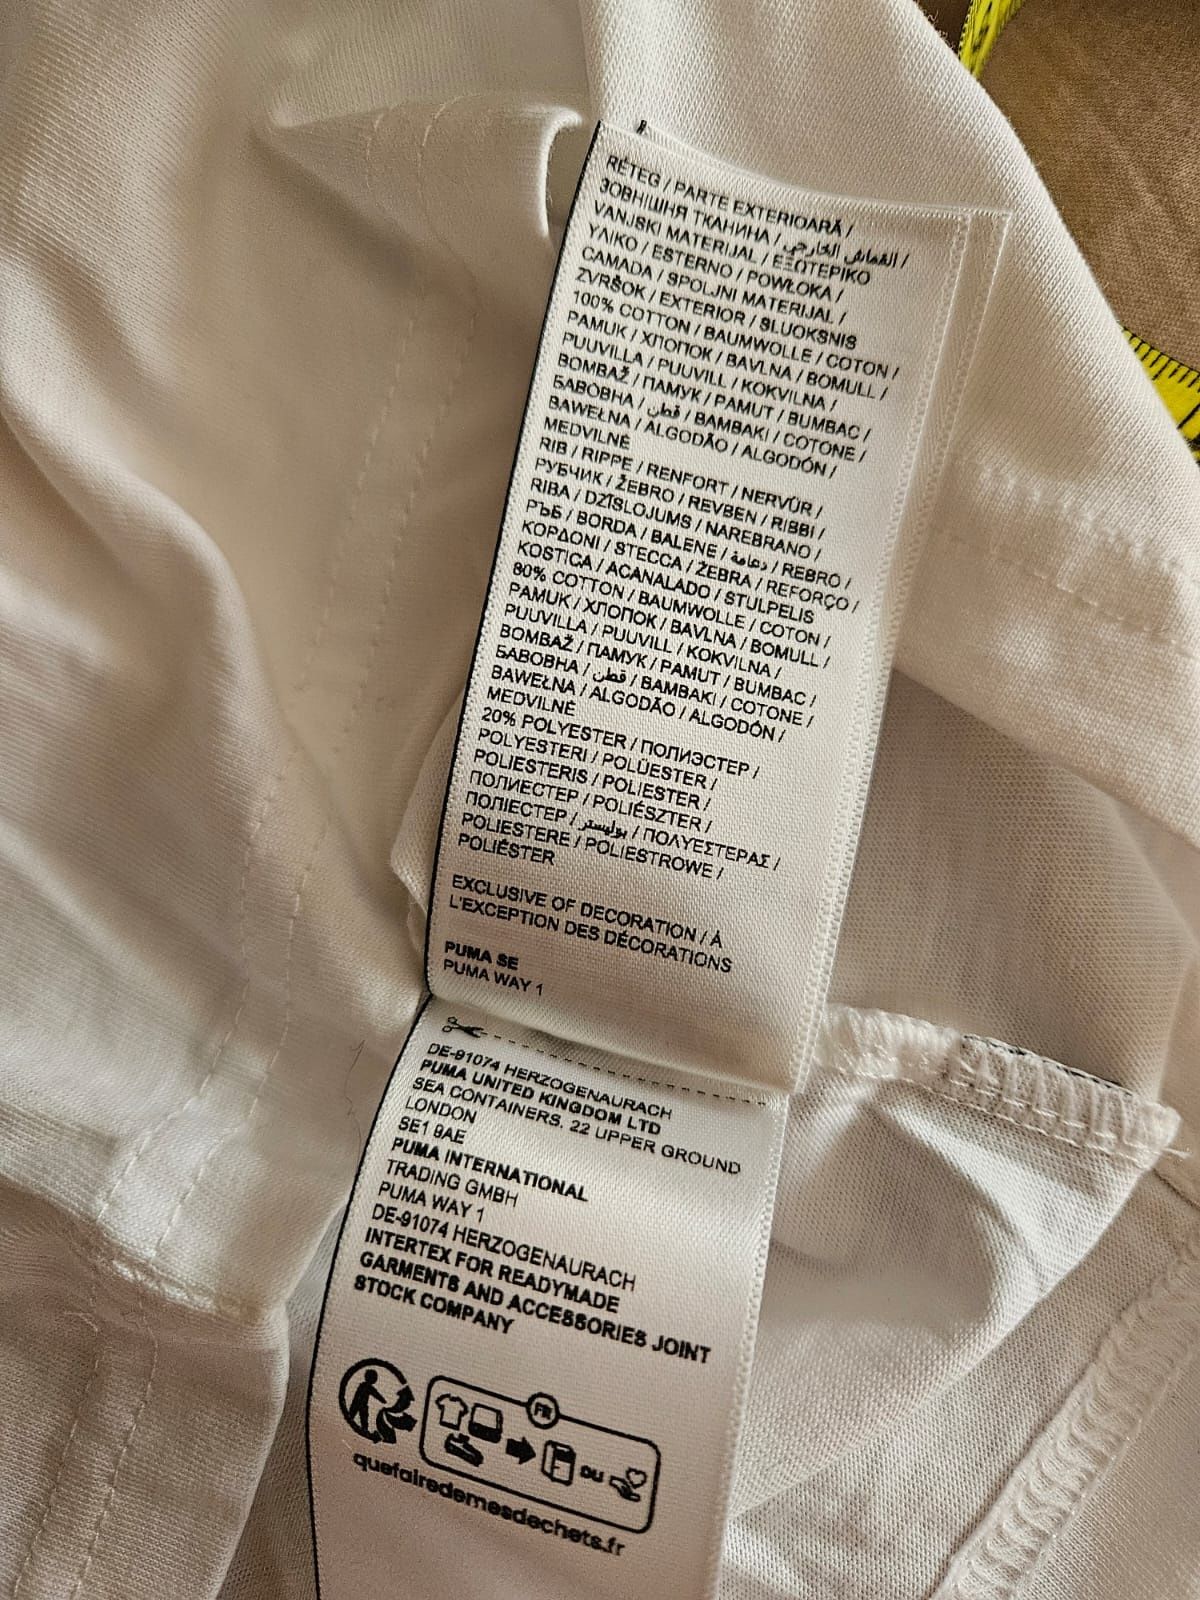 RÉTEG / PARTE EXTERIOARĂ /
ЗОВНІШНЯ ТКАНИНА / القماش الخارجي /
VANJSKI MATERIJAL / ΕΞΩΤΕΡΙΚΟ
ΥΛΙΚΟ / ESTERNO / POWŁOKA /
CAMADA / SPOLJNI MATERIJAL /
ZVRŠOK / EXTERIOR / SLUOKSNIS
100% COTTON / BAUMWOLLE / COTON /
PAMUK / ХЛОПОК / BAVLNA / BOMULL /
PUUVILLA / PUUVILL / KOKVILNA /
BOMBAŽ / ПАМУК / PAMUT / BUMBAC /
БАВОВНА / قطن / BAMBAKI / COTONE /
BAWEŁNA / ALGODÃO / ALGODÓN /
MEDVILNĖ
RIB / RIPPE / RENFORT / NERVÜR /
РУБЧИК / ŽEBRO / REVBEN / RIBBI /
RIBA / DZĪSLOJUMS / NAREBRANO /
РЪБ / BORDA / BALENE / دعامة / REBRO /
ΚΟΡΔΟΝΙ / STECCA / ŻEBRA / REFORÇO /
KOSTICA / ACANALADO / STULPELIS
80% COTTON / BAUMWOLLE / COTON /
PAMUK / ХЛОПОК / BAVLNA / BOMULL /
PUUVILLA / PUUVILL / KOKVILNA /
BOMBAŽ / ПАМУК / PAMUT / BUMBAC /
БАВОВНА / قطن / BAMBAKI / COTONE /
BAWEŁNA / ALGODÃO / ALGODÓN /
MEDVILNĖ
20% POLYESTER / ПОЛИЭСТЕР /
POLYESTERI / POLÜESTER /
POLIESTERIS / POLIESTER /
ПОЛИЕСТЕР / POLIÉSZTER /
ПОЛІЕСТЕР / بوليستر / ΠΟΛΥΕΣΤΕΡΑΣ /
POLIESTERE / POLIESTROWE /
POLIÉSTER
EXCLUSIVE OF DECORATION / À
L'EXCEPTION DES DÉCORATIONS
PUMA SE
PUMA WAY 1
DE-91074 HERZOGENAURACH
PUMA UNITED KINGDOM LTD
SEA CONTAINERS, 22 UPPER GROUND
LONDON
SE1 9AE
PUMA INTERNATIONAL
TRADING GMBH
PUMA WAY 1
DE-91074 HERZOGENAURACH
INTERTEX FOR READYMADE
GARMENTS AND ACCESSORIES JOINT
STOCK COMPANY
FR
OU
quefairedemesdechets.fr